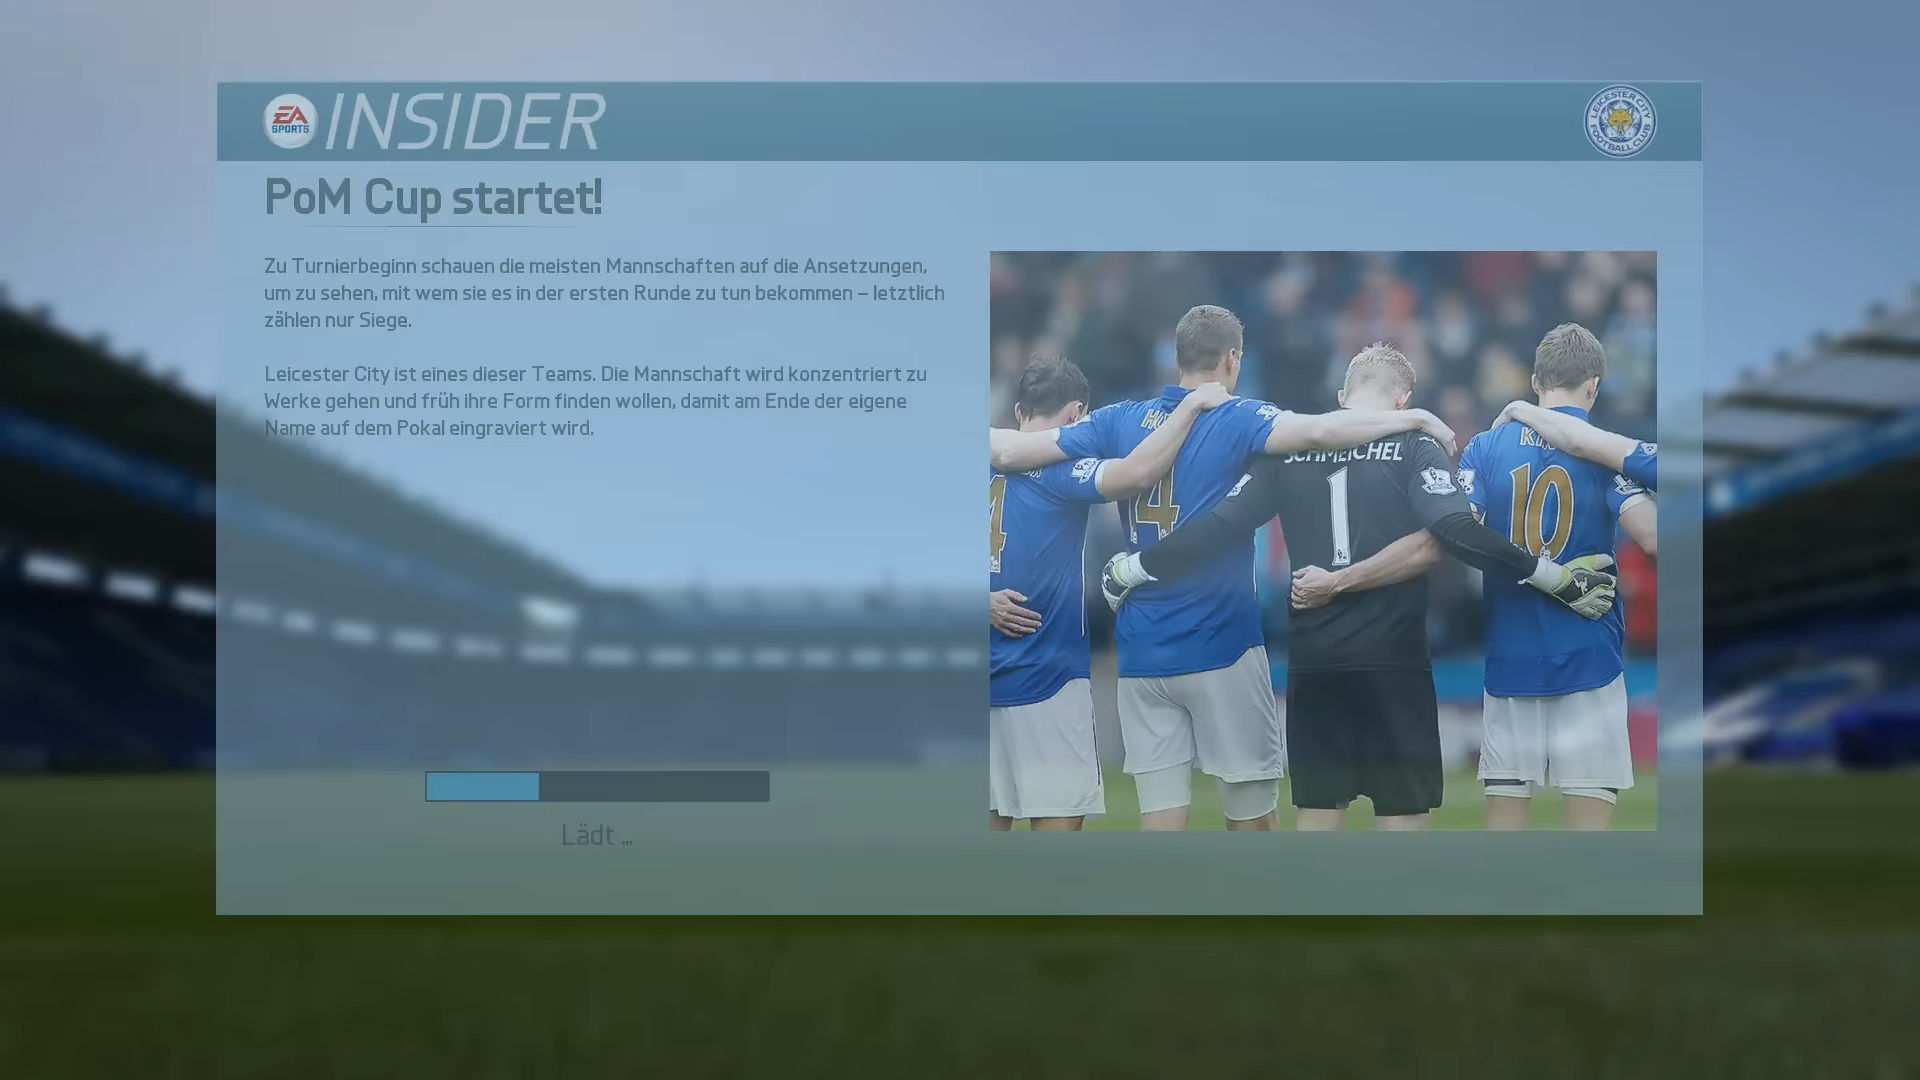 EA SPORTS INSIDER
LEICESTER CITY FOOTBALL CLUB
PoM Cup startet!
Zu Turnierbeginn schauen die meisten Mannschaften auf die Ansetzungen,
um zu sehen, mit wem sie es in der ersten Runde zu tun bekommen – letztlich
zählen nur Siege.
Leicester City ist eines dieser Teams. Die Mannschaft wird konzentriert zu
Werke gehen und früh ihre Form finden wollen, damit am Ende der eigene
Name auf dem Pokal eingraviert wird.
SCHMEICHEL
4
4
1
10
Lädt ...